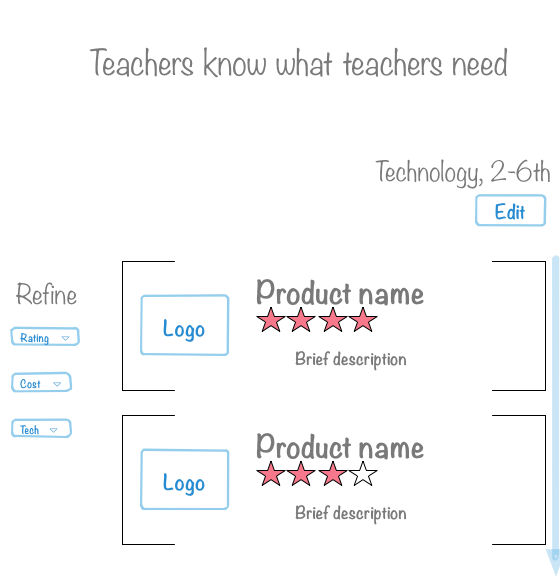 Teachers know what teachers need
Technology, 2-6th
Edit
Refine
Rating
Cost
Tech
Logo
Product name
Brief description
Logo
Product name
Brief description